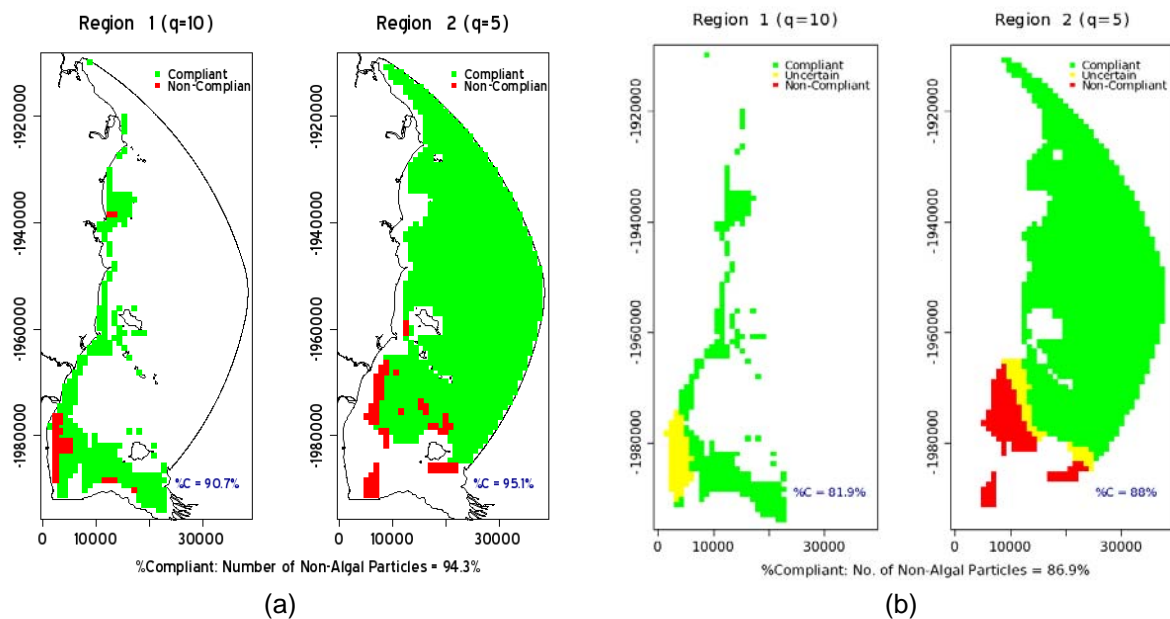 Region 1 (q=10)
Compliant
Non-Complian
-1920000
-1940000
-1960000
-1980000
%C = 90.7%
0
10000
30000
Region 2 (q=5)
Compliant
Non-Complian
-1920000
-1940000
-1960000
-1980000
%C = 95.1%
0
10000
30000
%Compliant: Number of Non-Algal Particles = 94.3%
(a)
Region 1 (q=10)
Compliant
Uncertain
Non-Compliant
-1920000
-1940000
-1960000
-1980000
%C = 81.9%
0
10000
30000
Region 2 (q=5)
Compliant
Uncertain
Non-Compliant
-1920000
-1940000
-1960000
-1980000
%C = 88%
0
10000
30000
%Compliant: No. of Non-Algal Particles = 86.9%
(b)